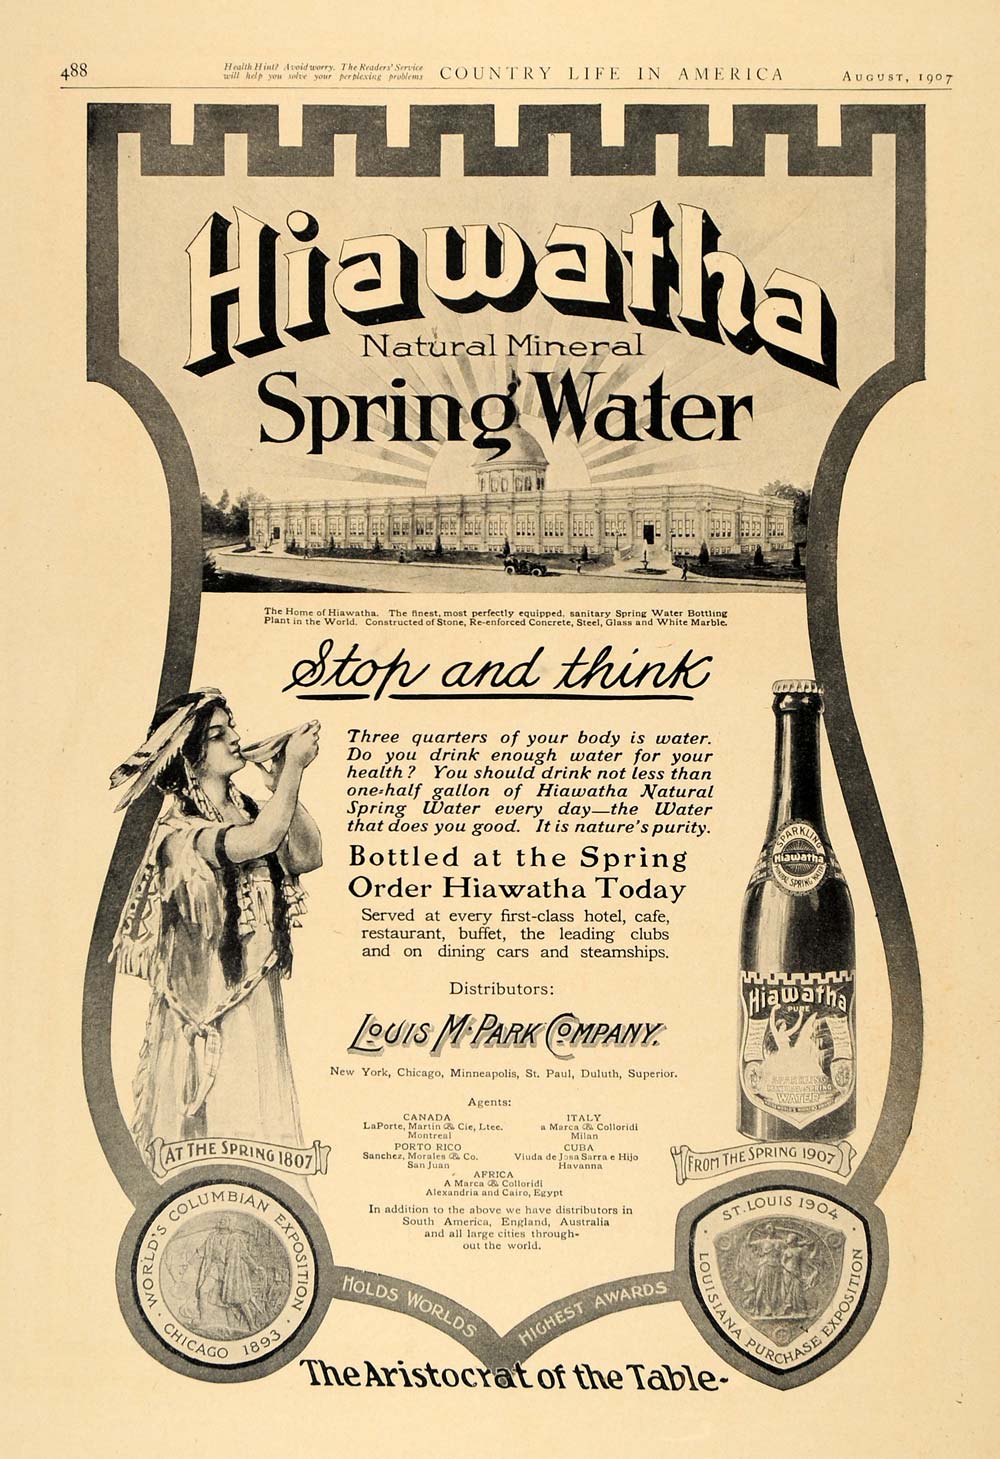 488
Health Hint? Avoid worry. The Readers' Service
will help you solve your perplexing problems
COUNTRY LIFE IN AMERICA
AUGUST, 1907
Hiawatha
Natural Mineral
Spring Water
The Home of Hiawatha. The finest, most perfectly equipped, sanitary Spring Water Bottling
Plant in the World. Constructed of Stone, Re-enforced Concrete, Steel, Glass and White Marble.
Stop and think
Three quarters of your body is water.
Do you drink enough water for your
health? You should drink not less than
one-half gallon of Hiawatha Natural
Spring Water every day—the Water
that does you good. It is nature's purity.
Bottled at the Spring
Order Hiawatha Today
Served at every first-class hotel, cafe,
restaurant, buffet, the leading clubs
and on dining cars and steamships.
Distributors:
LOUIS M. PARK COMPANY.
New York, Chicago, Minneapolis, St. Paul, Duluth, Superior.
Agents:
CANADA
LaPorte, Martin & Cie, Ltee.
Montreal
ITALY
a Marca & Colloridi
Milan
PORTO RICO
Sanchez, Morales & Co.
San Juan
CUBA
Viuda de Josa Sarra e Hijo
Havanna
AFRICA
A Marca & Colloridi
Alexandria and Cairo, Egypt
In addition to the above we have distributors in
South America, England, Australia
and all large cities through-
out the world.
SPARKLING
Hiawatha
SPRING WATER
Hiawatha
PURE
SPARKLING
WATER
AT THE SPRING 1807
FROM THE SPRING 1907
WORLD'S COLUMBIAN EXPOSITION
CHICAGO 1893
ST. LOUIS 1904
LOUISIANA PURCHASE EXPOSITION
HOLDS WORLDS HIGHEST AWARDS
The Aristocrat of the Table-